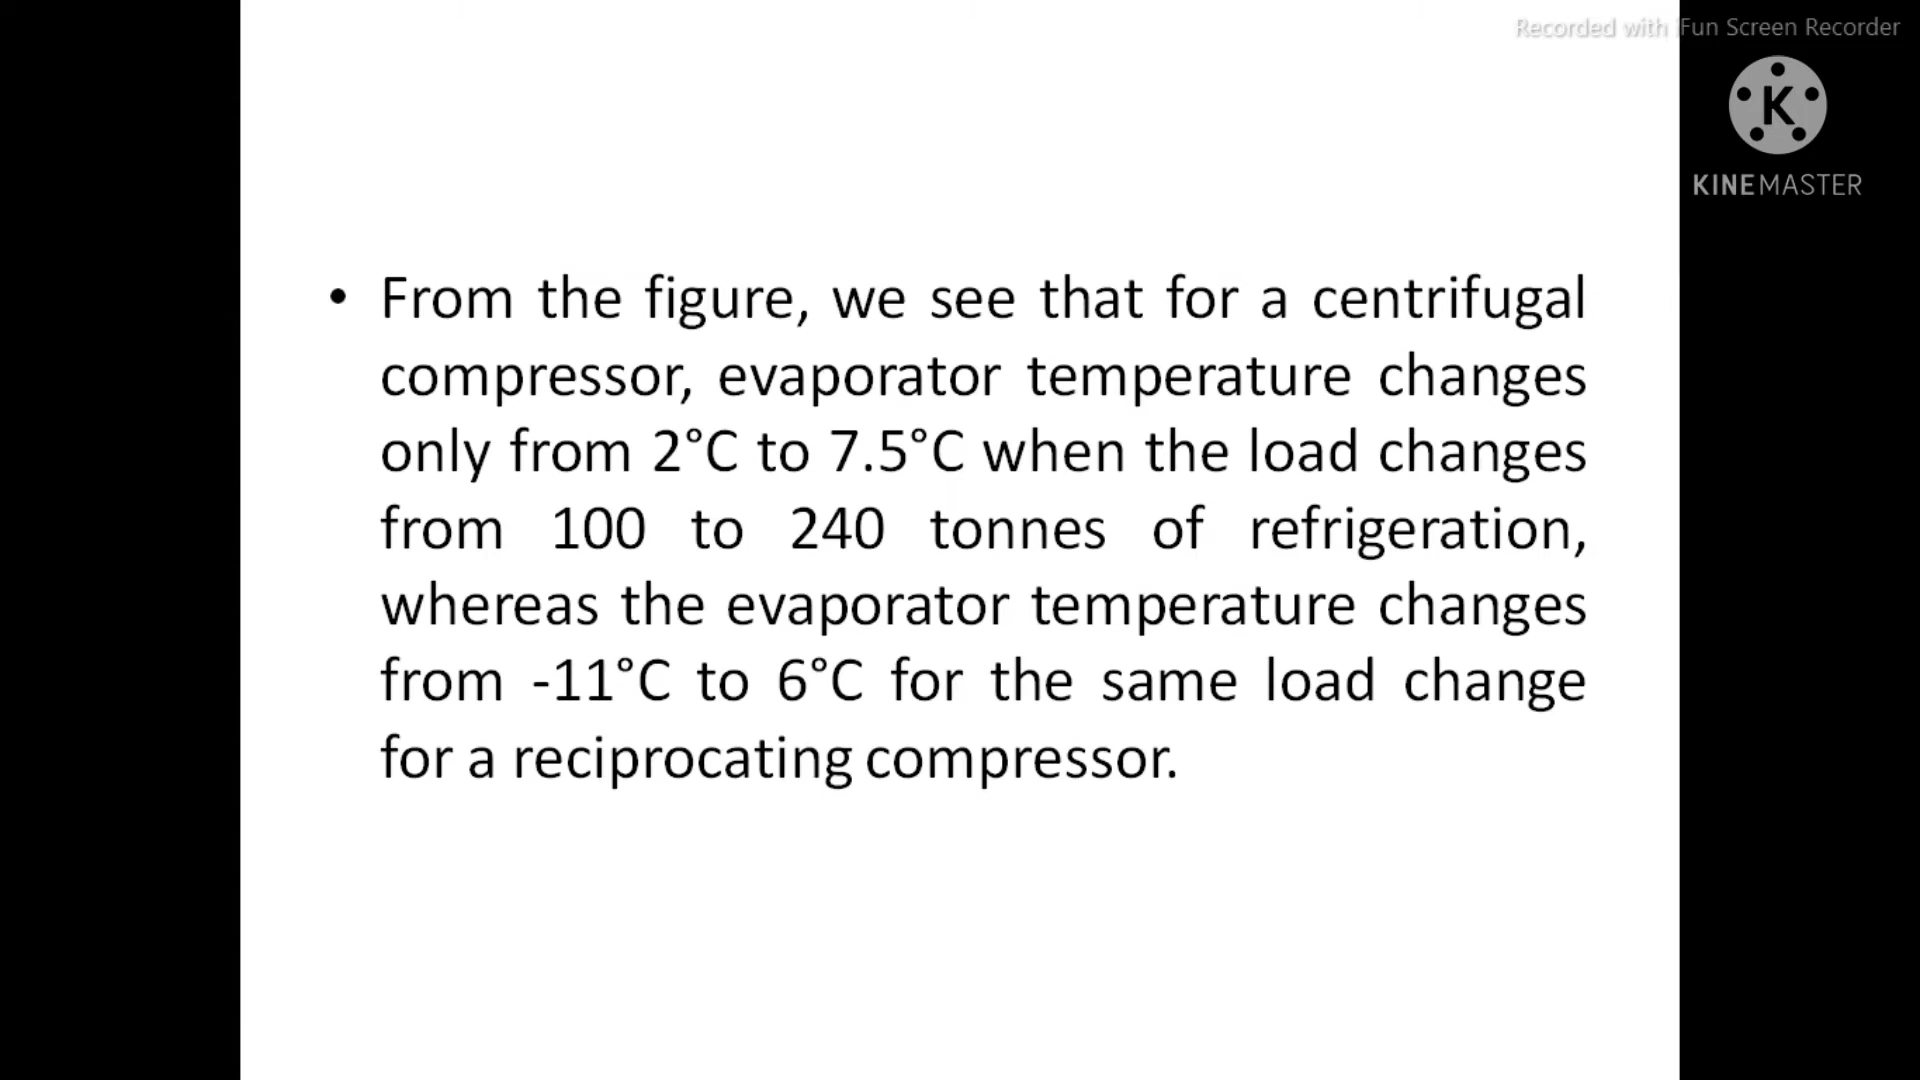 Recorded with iFun Screen Recorder
K
KINEMASTER
• From the figure, we see that for a centrifugal
compressor, evaporator temperature changes
only from 2°C to 7.5°C when the load changes
from 100 to 240 tonnes of refrigeration,
whereas the evaporator temperature changes
from -11°C to 6°C for the same load change
for a reciprocating compressor.